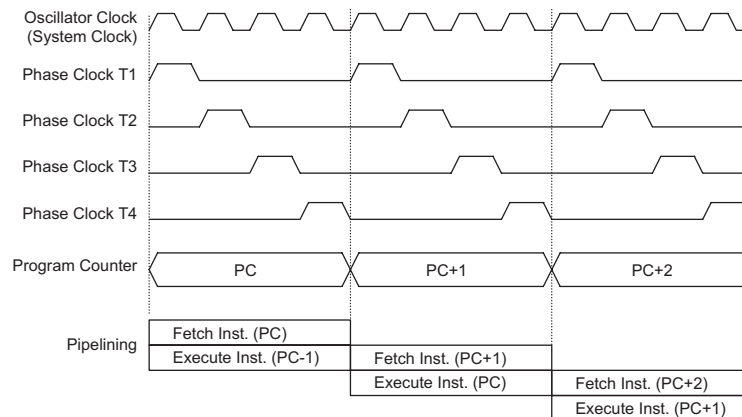 Oscillator Clock
(System Clock)
Phase Clock T1
Phase Clock T2
Phase Clock T3
Phase Clock T4
Program Counter
PC
PC+1
PC+2
Pipelining
Fetch Inst. (PC)
Execute Inst. (PC-1)
Fetch Inst. (PC+1)
Execute Inst. (PC)
Fetch Inst. (PC+2)
Execute Inst. (PC+1)